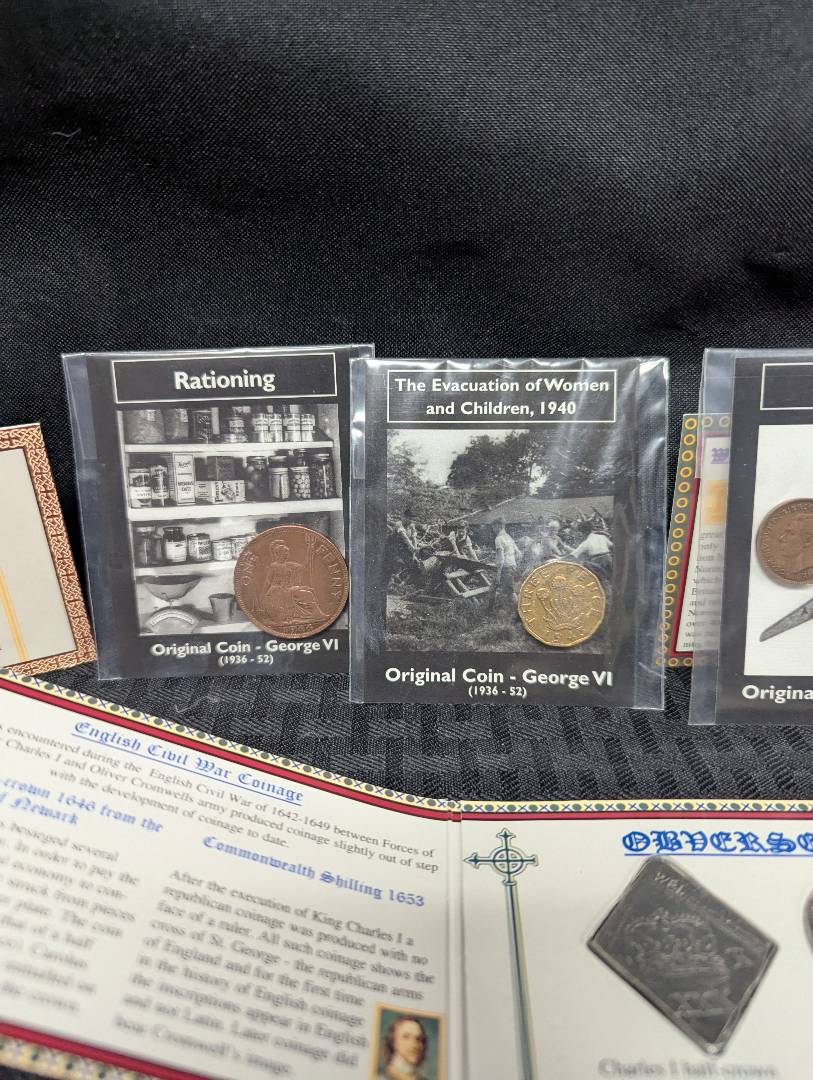 Rationing
ONE PENNY
Original Coin - George VI
(1936 - 52)
The Evacuation of Women
and Children, 1940
Original Coin - George VI
(1936 - 52)
Origina
English Civil War Coinage
encountered during the English Civil War of 1642-1649 between Forces of
Charles I and Oliver Cromwells army produced coinage slightly out of step
with the development of coinage to date.
crown 1646 from the
Newark
besieged several
In order to pay the
economy to con-
struck from pieces
plate. The coin
that of a half
Carolus
the crown.
Commonwealth Shilling 1653
After the execution of King Charles I a
republican coinage was produced with no
face of a ruler. All such coinage shows the
cross of St. George - the republican arms
of England and for the first time
in the history of English coinage
the inscriptions appear in English
and not Latin. Later coinage did
bear Cromwell's image.
OBVERSE
Charles I half-crown